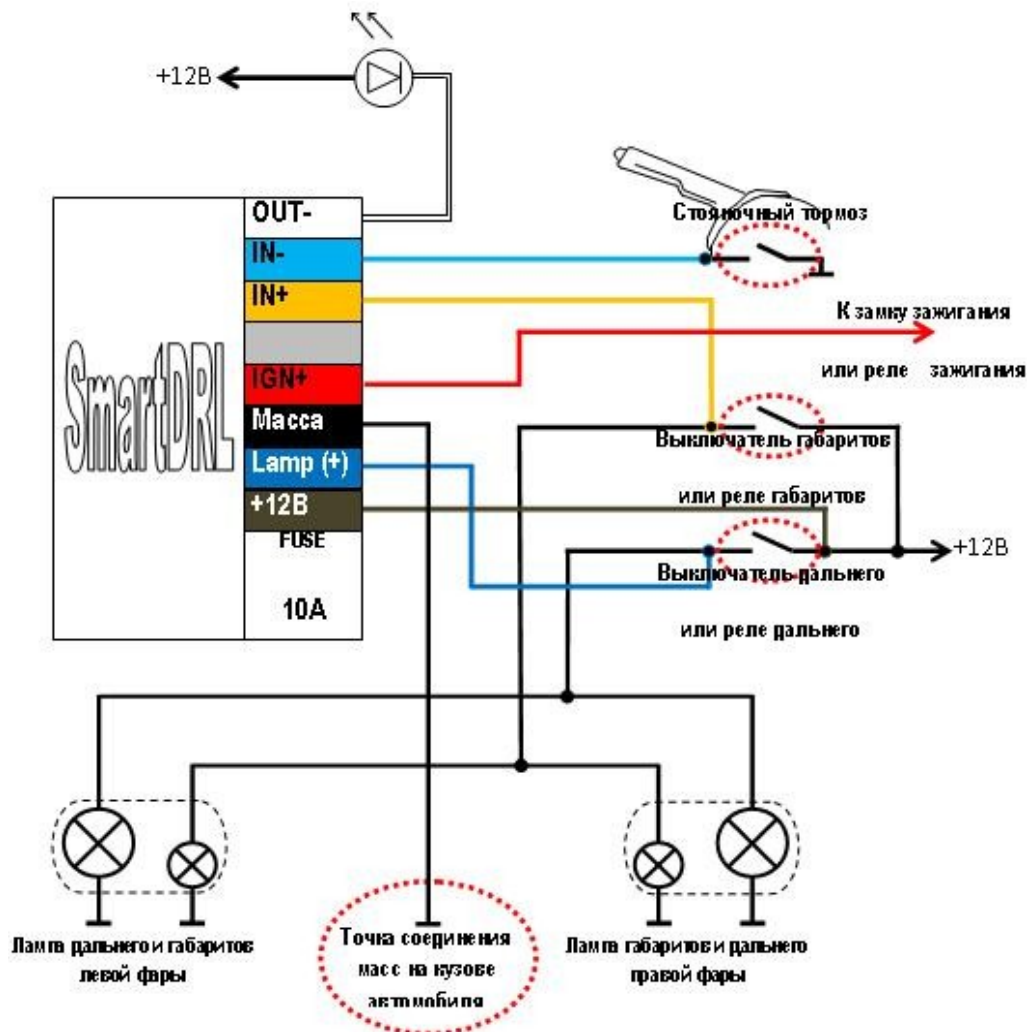 +12В
OUT-
IN-
IN+
IGN+
Масса
Lamp (+)
+12В
FUSE
10A
SmartDRL
Стояночный тормоз
К замку зажигания
или реле зажигания
Выключатель габаритов
или реле габаритов
+12В
Выключатель дальнего
или реле дальнего
Лампа дальнего и габаритов
левой фары
Точка соединения
масс на кузове
автомобиля
Лампа габаритов и дальнего
правой фары